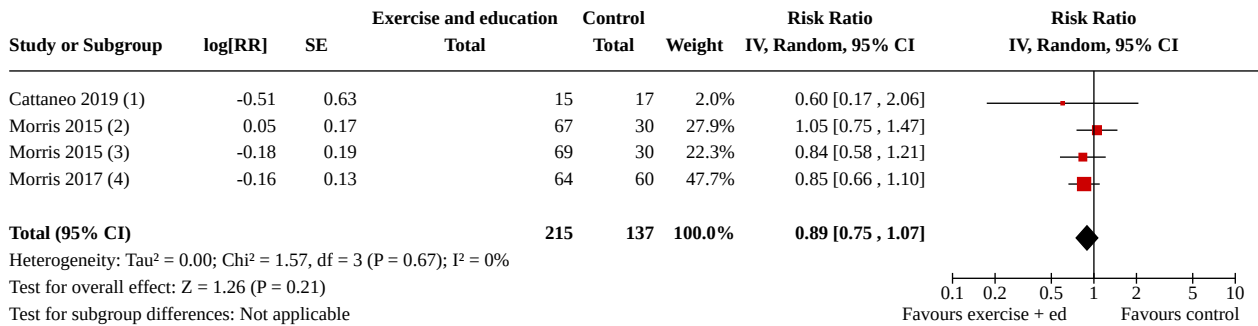 Exercise and education Control Risk Ratio Risk Ratio
Study or Subgroup log[RR] SE Total Total Weight IV, Random, 95% CI IV, Random, 95% CI
Cattaneo 2019 (1) -0.51 0.63 15 17 2.0% 0.60 [0.17 , 2.06]
Morris 2015 (2) 0.05 0.17 67 30 27.9% 1.05 [0.75 , 1.47]
Morris 2015 (3) -0.18 0.19 69 30 22.3% 0.84 [0.58 , 1.21]
Morris 2017 (4) -0.16 0.13 64 60 47.7% 0.85 [0.66 , 1.10]
Total (95% CI) 215 137 100.0% 0.89 [0.75 , 1.07]
Heterogeneity: Tau² = 0.00; Chi² = 1.57, df = 3 (P = 0.67); I² = 0%
Test for overall effect: Z = 1.26 (P = 0.21) 0.1 0.2 0.5 1 2 5 10
Test for subgroup differences: Not applicable Favours exercise + ed Favours control